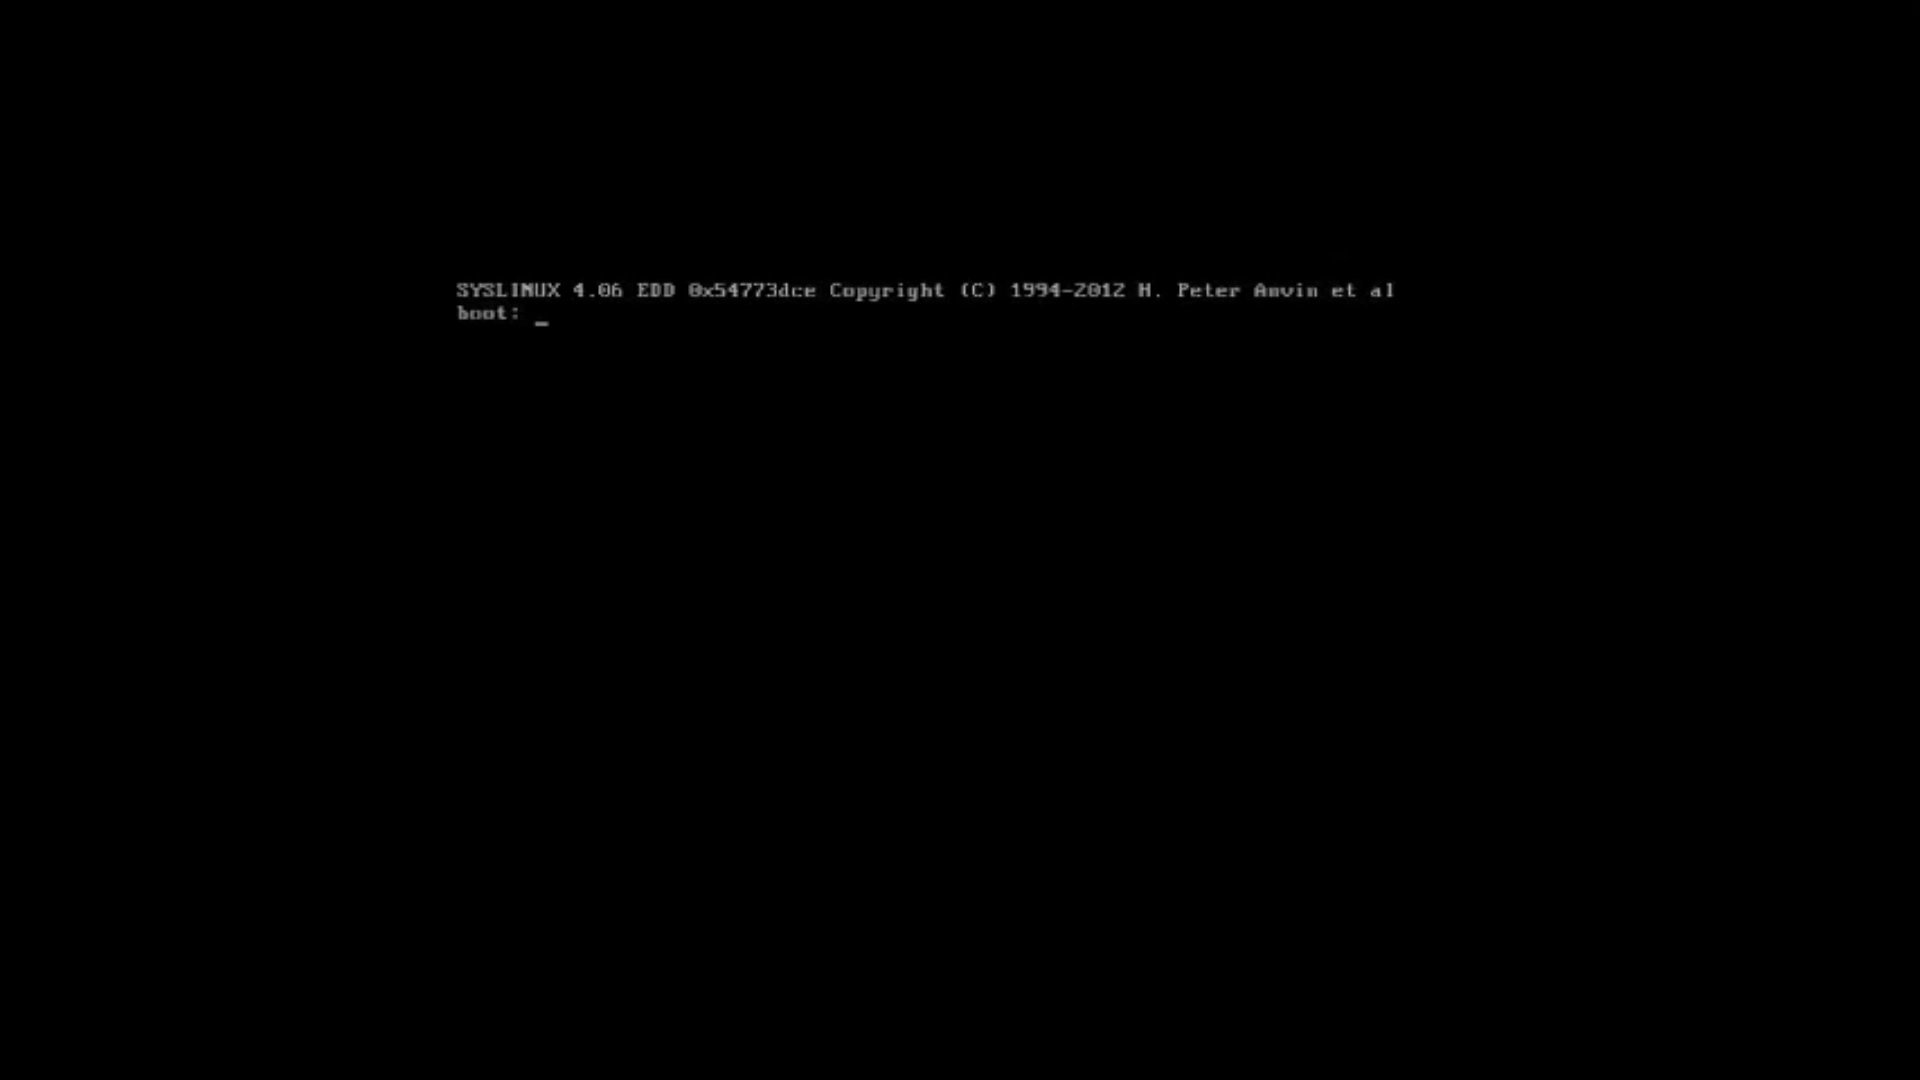 SYSLINUX 4.06 EDD 0x54773dce Copyright (C) 1994-2012 H. Peter Anvin et al
boot: _